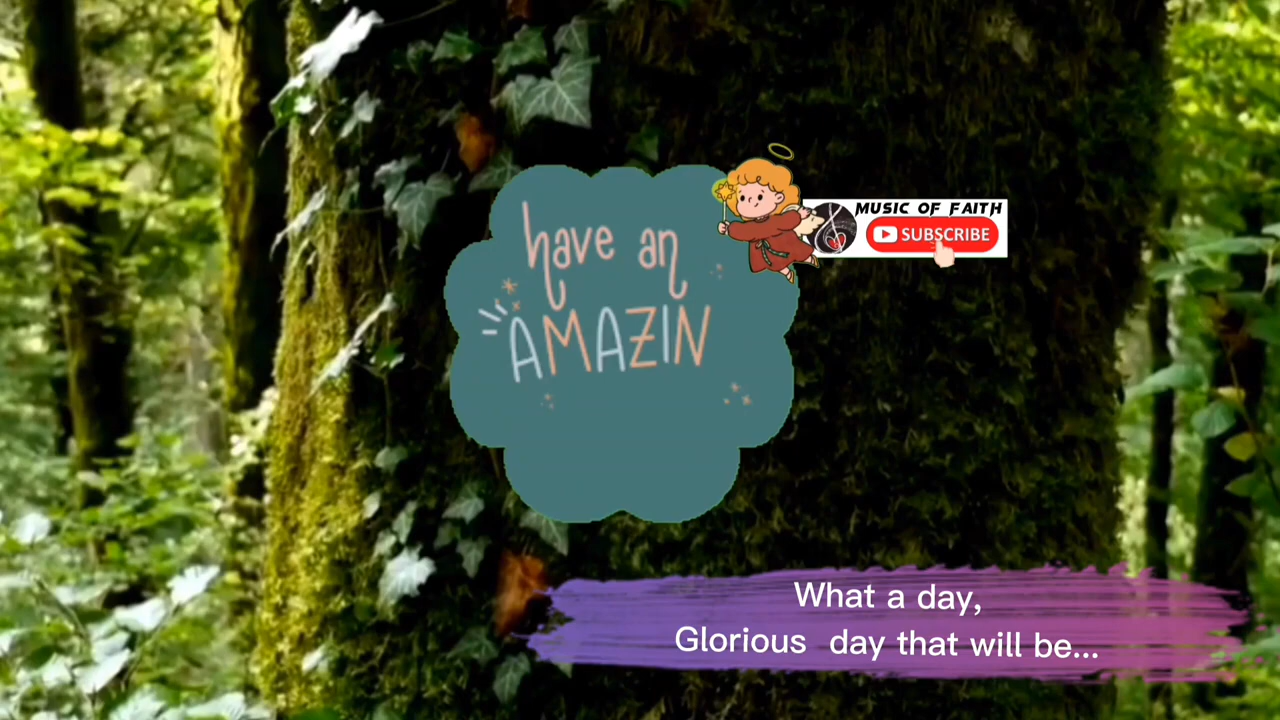 have an
AMAZIN
MUSIC OF FAITH
SUBSCRIBE
What a day,
Glorious day that will be...